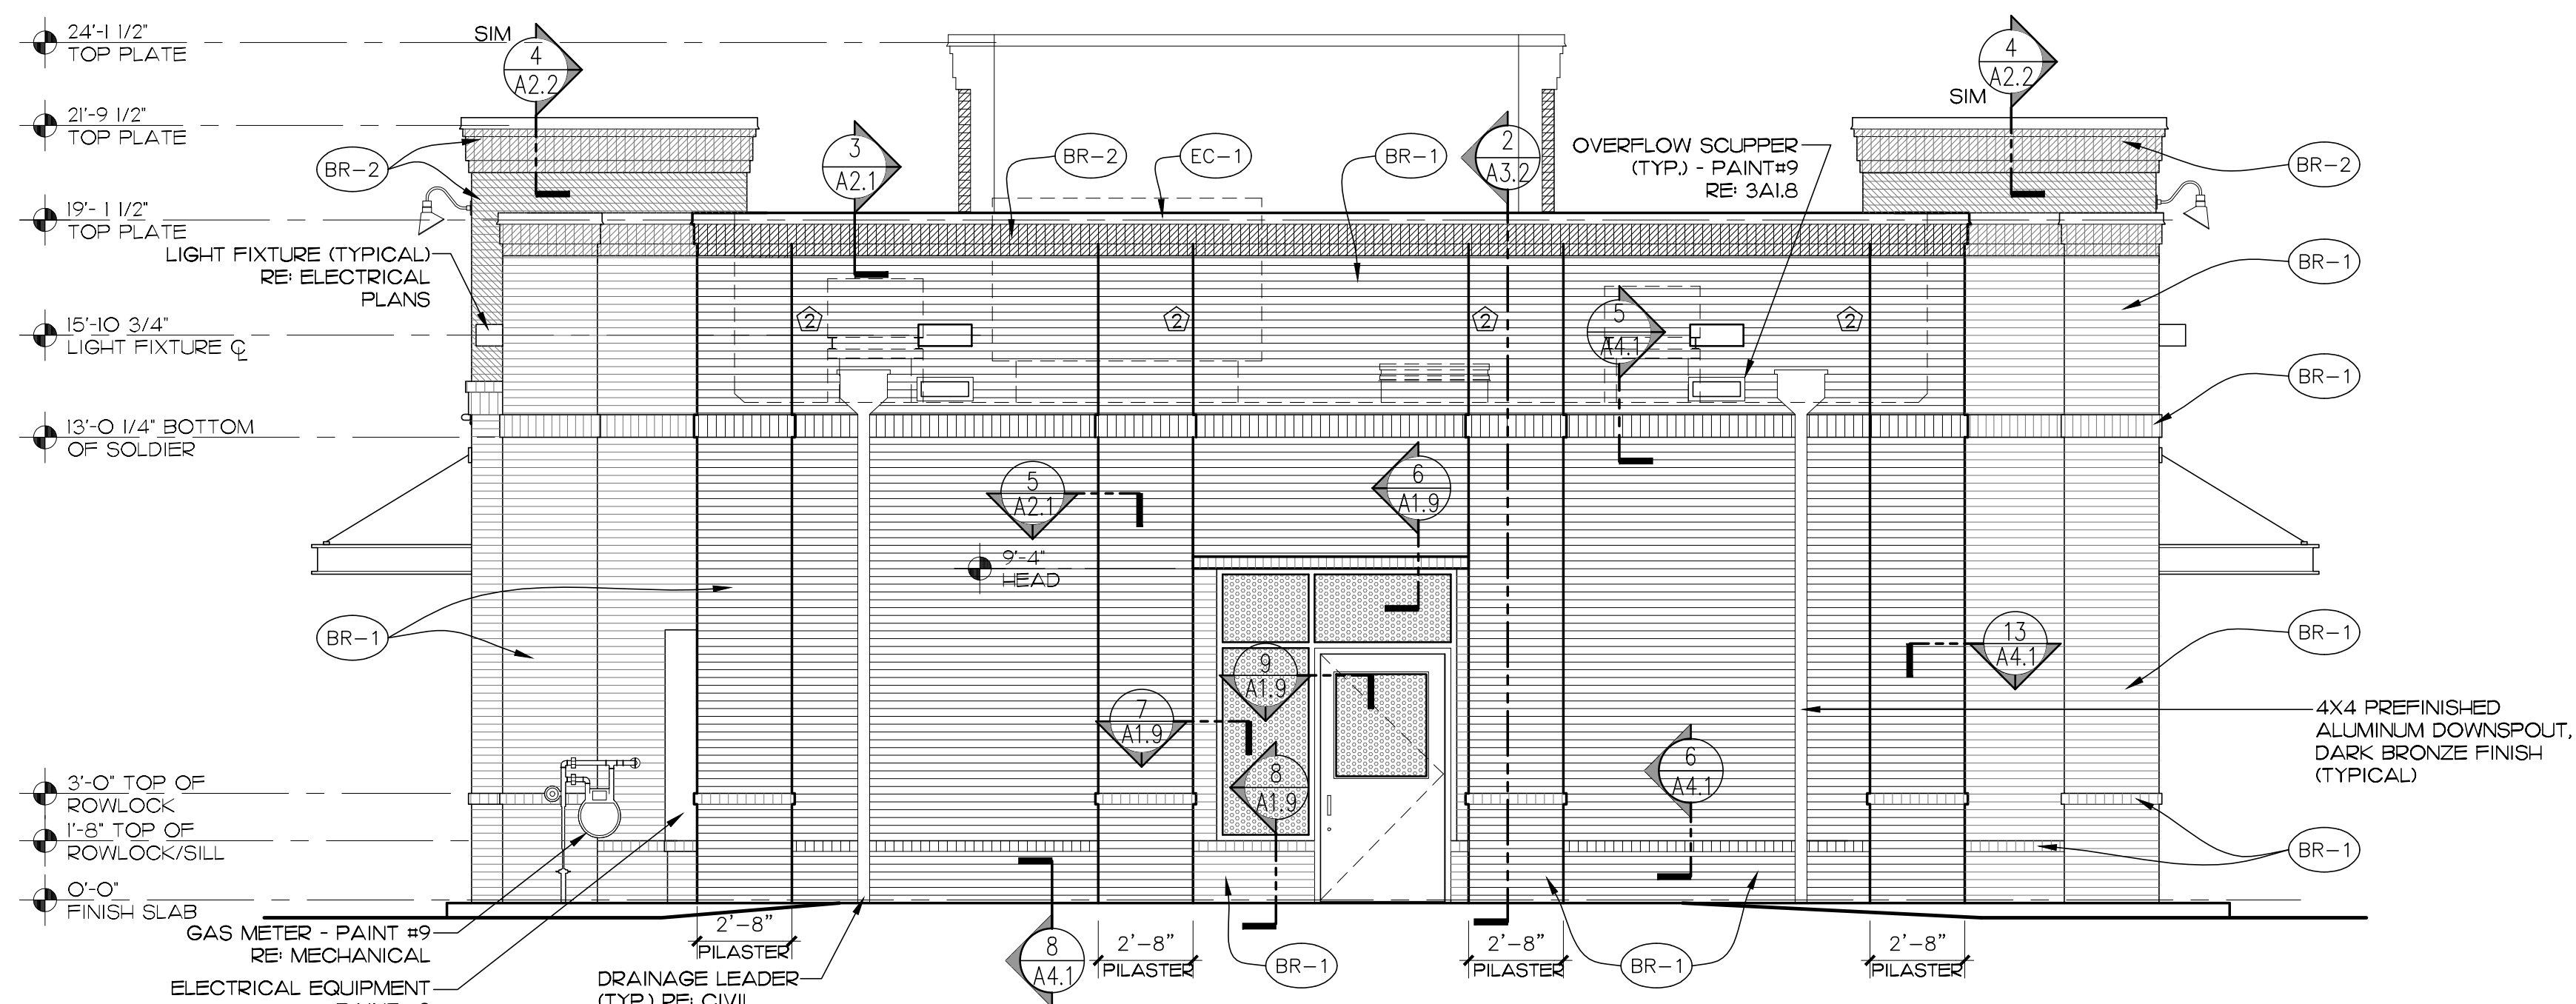 24'-1 1/2"
TOP PLATE
21'-9 1/2"
TOP PLATE
19'- 1 1/2"
TOP PLATE
LIGHT FIXTURE (TYPICAL)
RE: ELECTRICAL
PLANS
15'-10 3/4"
LIGHT FIXTURE ℄
13'-0 1/4" BOTTOM
OF SOLDIER
3'-0" TOP OF
ROWLOCK
1'-8" TOP OF
ROWLOCK/SILL
0'-0"
FINISH SLAB
GAS METER - PAINT #9
RE: MECHANICAL
ELECTRICAL EQUIPMENT
SIM
4
A2.2
BR-2
3
A2.1
BR-2
EC-1
BR-1
2
A3.2
OVERFLOW SCUPPER
(TYP.) - PAINT#9
RE: 3A1.8
SIM
4
A2.2
BR-2
BR-1
BR-1
2
2
2
2
5
A4.1
5
A2.1
6
A1.9
9'-4"
HEAD
BR-1
9
A1.9
7
A1.9
8
A1.9
6
A4.1
13
A4.1
BR-1
4X4 PREFINISHED
ALUMINUM DOWNSPOUT,
DARK BRONZE FINISH
(TYPICAL)
BR-1
2'-8"
PILASTER
2'-8"
PILASTER
2'-8"
PILASTER
2'-8"
PILASTER
DRAINAGE LEADER
(TYP.) RE: CIVIL
8
A4.1
BR-1
BR-1